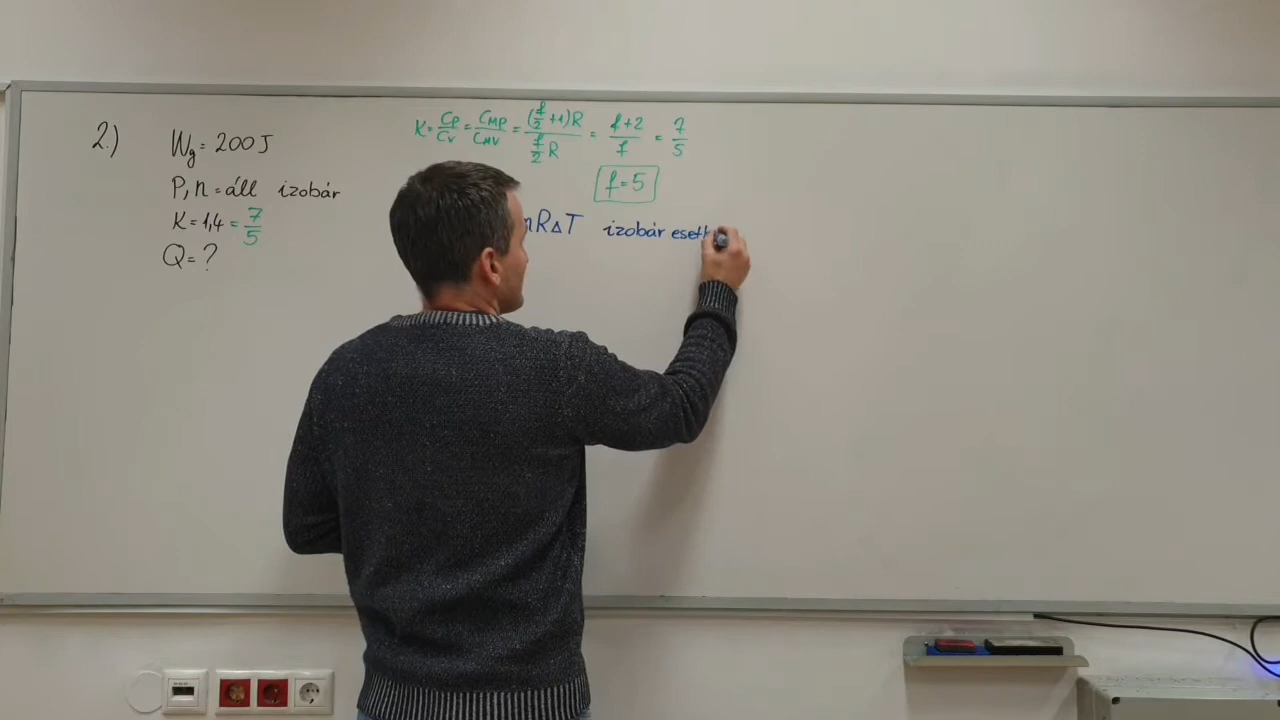 2.)
Wg = 200 J
P, n = áll izobár
K = 1,4 = 7/5
Q = ?
K = Cp/Cv = CMP/CMV = (f/2 + 1)R / f/2 R = f+2/f = 7/5
f = 5
nRΔT izobár